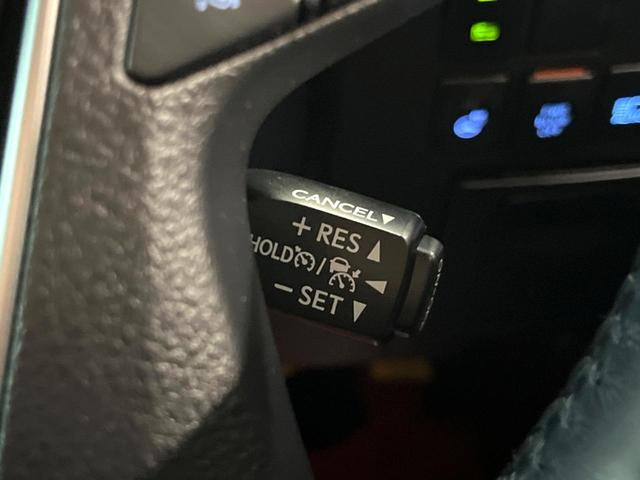 CANCEL▼
+ RES ▲
HOLD / ◀
− SET ▼